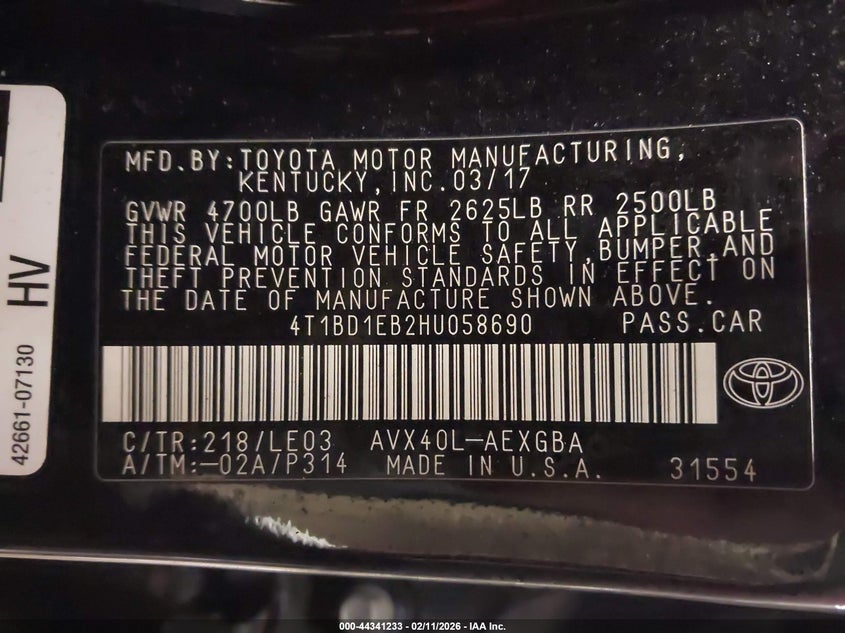 42661-07130 HV
MFD.BY:TOYOTA MOTOR MANUFACTURING,
KENTUCKY,INC.03/17
GVWR 4700LB GAWR FR 2625LB RR 2500LB
THIS VEHICLE CONFORMS TO ALL APPLICABLE
FEDERAL MOTOR VEHICLE SAFETY,BUMPER,AND
THEFT PREVENTION STANDARDS IN EFFECT ON
THE DATE OF MANUFACTURE SHOWN ABOVE.
4T1BD1EB2HU058690 PASS.CAR
C/TR:218/LE03 AVX40L-AEXGBA
A/TM:-02A/P314 MADE IN U.S.A. 31554
000-44341233 - 02/11/2026 - IAA Inc.